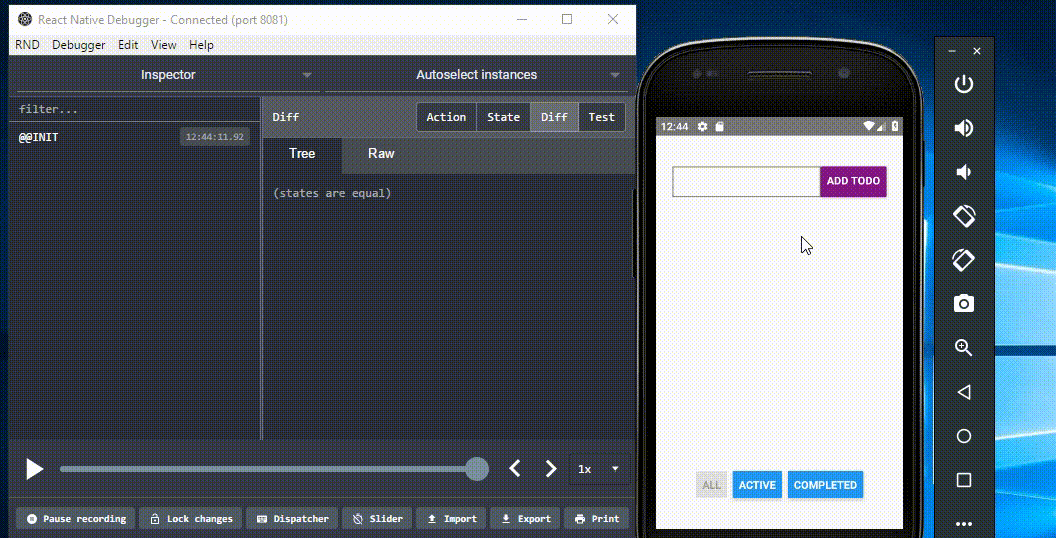 React Native Debugger - Connected (port 8081)
RND Debugger Edit View Help
Inspector
Autoselect instances
filter...
@@INIT
12:44:11.92
Diff
Action State Diff Test
Tree Raw
(states are equal)
1x
Pause recording Lock changes Dispatcher Slider Import Export Print
12:44
ADD TODO
ALL ACTIVE COMPLETED